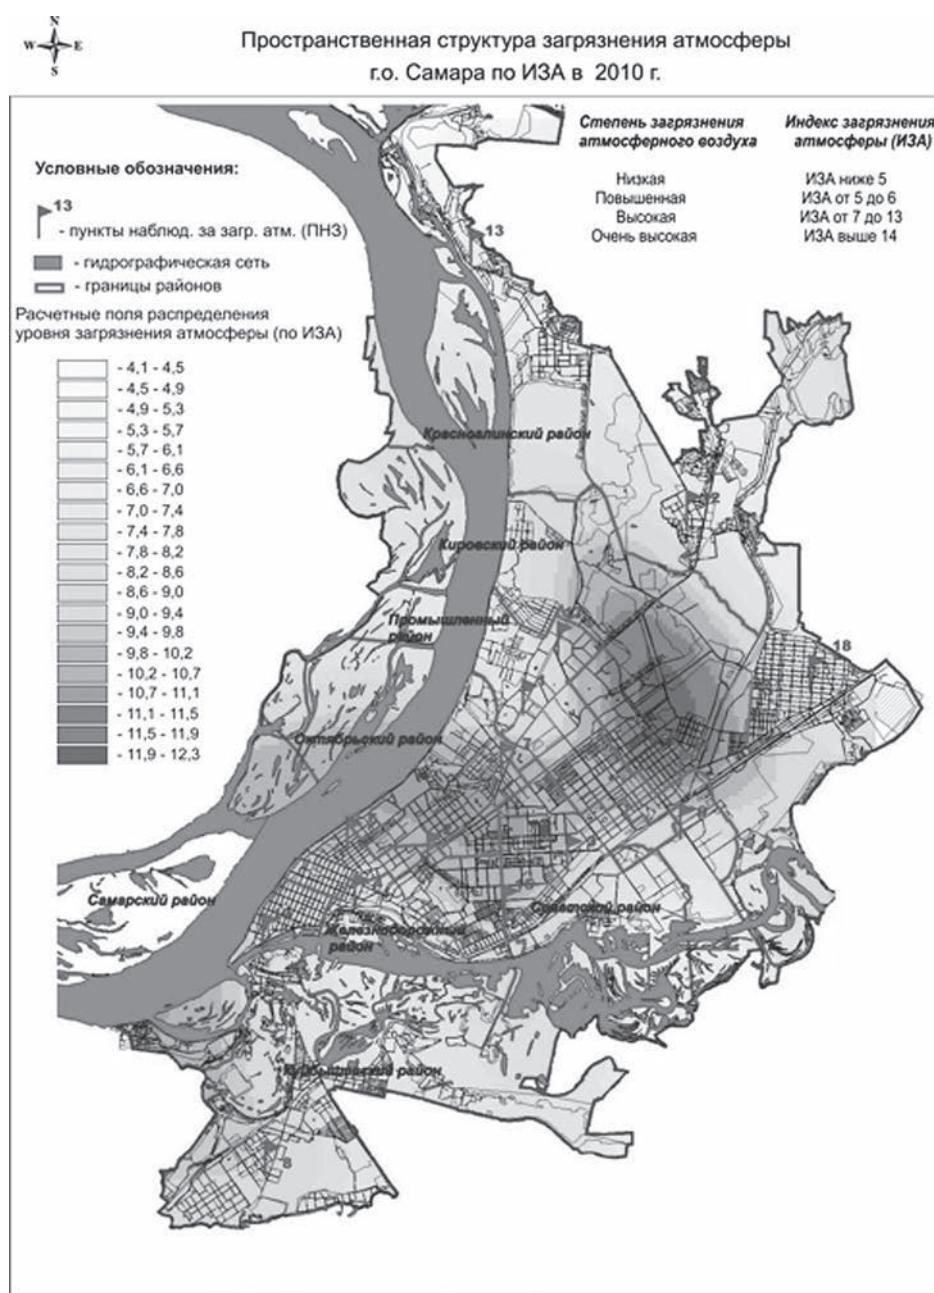 N
W E
S
Пространственная структура загрязнения атмосферы
г.о. Самара по ИЗА в 2010 г.
Степень загрязнения
атмосферного воздуха
Индекс загрязнения
атмосферы (ИЗА)
Низкая
ИЗА ниже 5
Повышенная
ИЗА от 5 до 6
Высокая
ИЗА от 7 до 13
Очень высокая
ИЗА выше 14
Условные обозначения:
13
- пункты наблюд. за загр. атм. (ПНЗ)
- гидрографическая сеть
- границы районов
Расчетные поля распределения
уровня загрязнения атмосферы (по ИЗА)
- 4,1 - 4,5
- 4,5 - 4,9
- 4,9 - 5,3
- 5,3 - 5,7
- 5,7 - 6,1
- 6,1 - 6,6
- 6,6 - 7,0
- 7,0 - 7,4
- 7,4 - 7,8
- 7,8 - 8,2
- 8,2 - 8,6
- 8,6 - 9,0
- 9,0 - 9,4
- 9,4 - 9,8
- 9,8 - 10,2
- 10,2 - 10,7
- 10,7 - 11,1
- 11,1 - 11,5
- 11,5 - 11,9
- 11,9 - 12,3
13
Красноглинский район
Кировский район
Промышленный
район
18
Октябрьский район
Самарский район
Советский район
Железнодорожный
район
Куйбышевский район
8